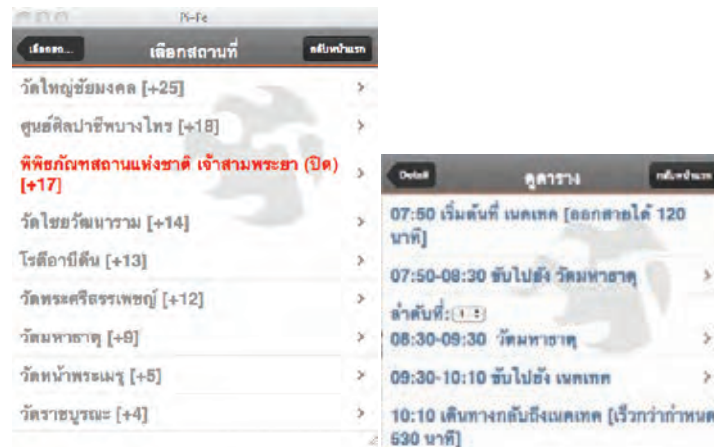 Pi-Fe
เลือกสถานที่
กลับหน้าแรก
วัดใหญ่ชัยมงคล [+25]
ศูนย์ศิลปาชีพบางไทร [+18]
พิพิธภัณฑสถานแห่งชาติ เจ้าสามพระยา (ปิด)
[+17]
วัดไชยวัฒนาราม [+14]
โรตีอาบีดีน [+13]
วัดพระศรีสรรเพชญ์ [+12]
วัดมหาธาตุ [+9]
วัดหน้าพระเมรุ [+5]
วัดราชบูรณะ [+4]
Detail
ดูตาราง
กลับหน้าแรก
07:50 เริ่มต้นที่ เนคเทค [ออกสายได้ 120
นาที]
07:50-08:30 ขับไปยัง วัดมหาธาตุ
ลำดับที่: 1
08:30-09:30 วัดมหาธาตุ
09:30-10:10 ขับไปยัง เนคเทค
10:10 เดินทางกลับถึงเนคเทค [เร็วกว่ากำหนด
530 นาที]